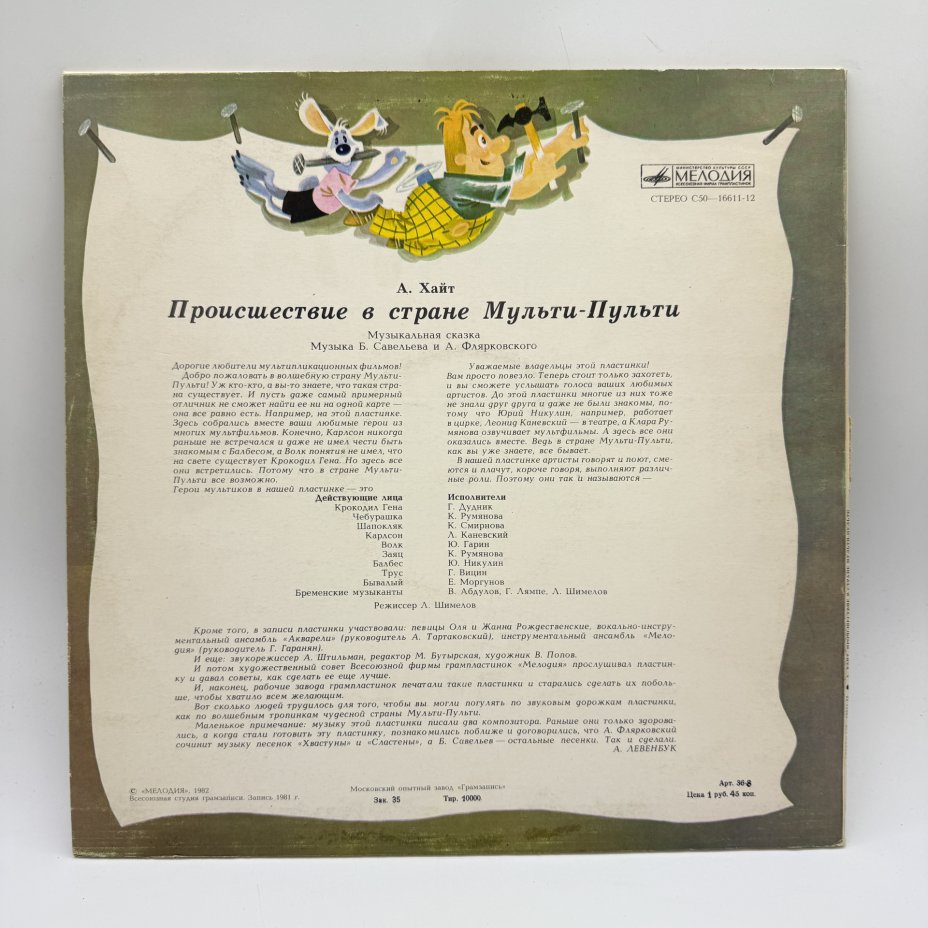 МИНИСТЕРСТВО КУЛЬТУРЫ СССР
МЕЛОДИЯ
ВСЕСОЮЗНАЯ ФИРМА ГРАМПЛАСТИНОК
СТЕРЕО С50—16611-12
А. Хайт
Происшествие в стране Мульти-Пульти
Музыкальная сказка
Музыка Б. Савельева и А. Флярковского
Дорогие любители мультипликационных фильмов!
Добро пожаловать в волшебную страну Мульти-
Пульти! Уж кто-кто, а вы-то знаете, что такая стра-
на существует. И пусть даже самый примерный
отличник не сможет найти ее ни на одной карте —
она все равно есть. Например, на этой пластинке.
Здесь собрались вместе ваши любимые герои из
многих мультфильмов. Конечно, Карлсон никогда
раньше не встречался и даже не имел чести быть
знакомым с Балбесом, а Волк понятия не имел, что
на свете существует Крокодил Гена. Но здесь все
они встретились. Потому что в стране Мульти-
Пульти все возможно.
Герои мультиков в нашей пластинке — это
Уважаемые владельцы этой пластинки!
Вам просто повезло. Теперь стоит только захотеть,
и вы сможете услышать голоса ваших любимых
артистов. До этой пластинки многие из них тоже
не знали друг друга и даже не были знакомы, по-
тому что Юрий Никулин, например, работает
в цирке, Леонид Каневский — в театре, а Клара Ру-
мянова озвучивает мультфильмы. А здесь все они
оказались вместе. Ведь в стране Мульти-Пульти,
как вы уже знаете, все бывает.
В нашей пластинке артисты говорят и поют, сме-
ются и плачут, короче говоря, выполняют различ-
ные роли. Поэтому они так и называются —
Действующие лица Исполнители
Крокодил Гена Г. Дудник
Чебурашка К. Румянова
Шапокляк К. Смирнова
Карлсон Л. Каневский
Волк Ю. Гарин
Заяц К. Румянова
Балбес Ю. Никулин
Трус Г. Вицин
Бывалый Е. Моргунов
Бременские музыканты В. Абдулов, Г. Лямпе, Л. Шимелов
Режиссер Л. Шимелов
Кроме того, в записи пластинки участвовали: певицы Оля и Жанна Рождественские, вокально-инстру-
ментальный ансамбль «Акварели» (руководитель А. Тартаковский), инструментальный ансамбль «Мело-
дия» (руководитель Г. Гаранян).
И еще: звукорежиссер А. Штильман, редактор М. Бутырская, художник В. Попов.
И потом художественный совет Всесоюзной фирмы грампластинок «Мелодия» прослушивал пластин-
ку и давал советы, как сделать ее еще лучше.
И, наконец, рабочие завода грампластинок печатали такие пластинки и старались сделать их поболь-
ше, чтобы хватило всем желающим.
Вот сколько людей трудилось для того, чтобы вы могли погулять по звуковым дорожкам пластинки,
как по волшебным тропинкам чудесной страны Мульти-Пульти.
Маленькое примечание: музыку этой пластинки писали два композитора. Раньше они только здорова-
лись, а когда стали готовить эту пластинку, познакомились поближе и договорились, что А. Флярковский
сочинит музыку песенок «Хвастуны» и «Сластены», а Б. Савельев — остальные песенки. Так и сделали.
А. ЛЕВЕНБУК
© «МЕЛОДИЯ», 1982
Всесоюзная студия грамзаписи. Запись 1981 г.
Московский опытный завод «Грамзапись»
Зак. 35 Тир. 10000.
Арт. 36-8
Цена 1 руб. 45 коп.